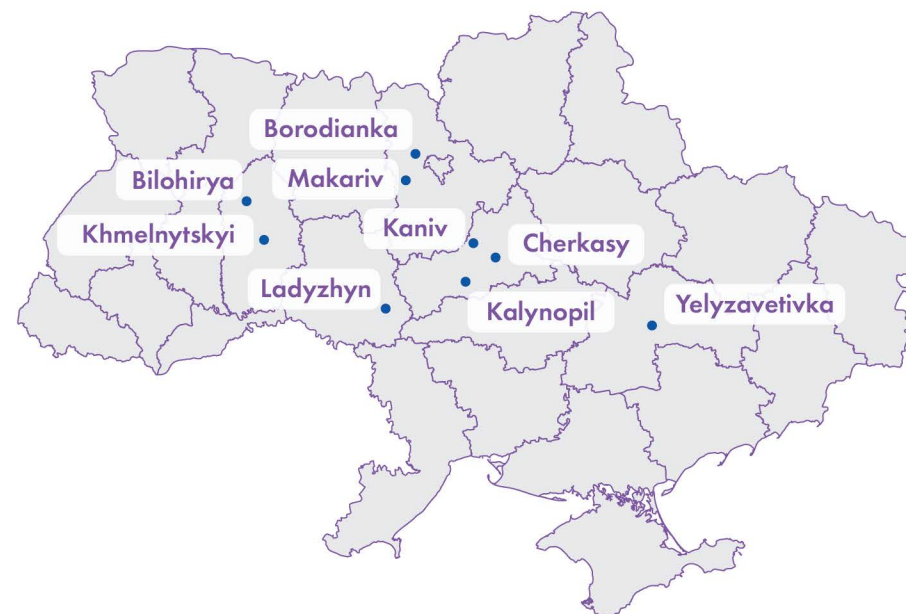 Borodianka
Bilohirya
Makariv
Khmelnytskyi
Kaniv
Cherkasy
Ladyzhyn
Kalynopil
Yelyzavetivka